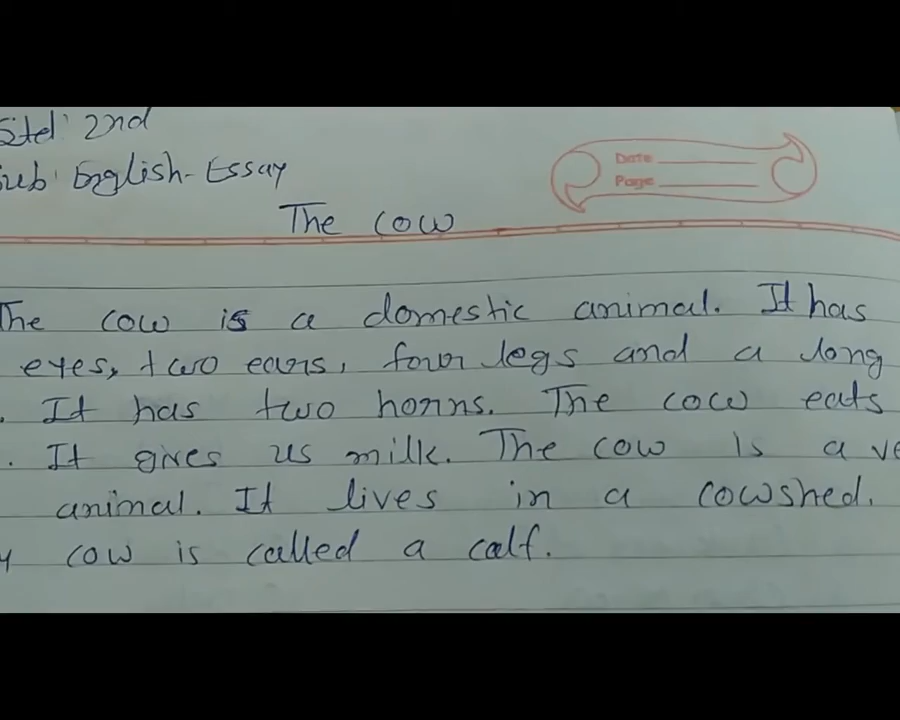 Std: 2nd
Sub: English-Essay
Date
Page
The Cow
The cow is a domestic animal. It has
eyes, two ears, four legs and a long
. It has two horns. The cow eats
. It gives us milk. The cow is a ve
animal. It lives in a cowshed.
y cow is called a calf.